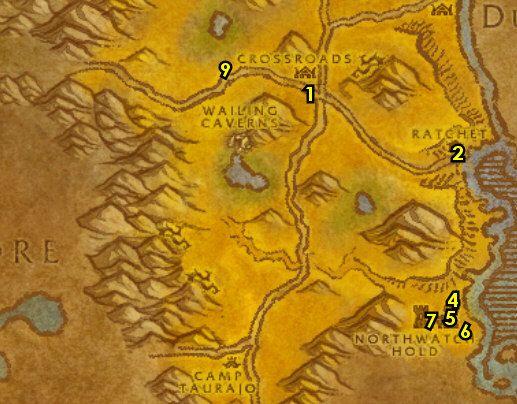 DU
9
CROSSROADS
1
WAILING
CAVERNS
RATCHET
2
ORE
4
7 5 6
NORTHWATCH
HOLD
CAMP
TAURAJO